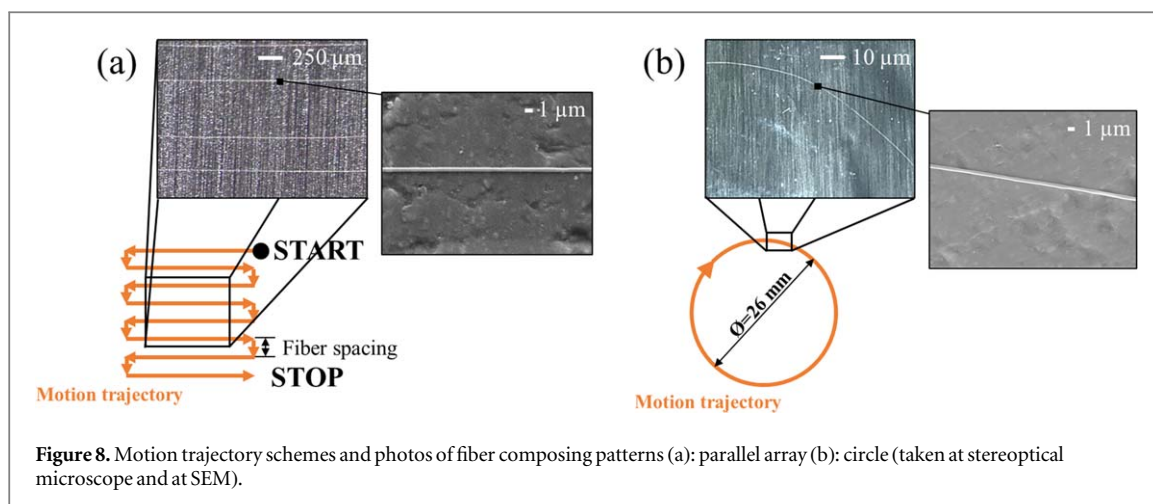 (a)
250 µm
1 µm
START
Fiber spacing
STOP
Motion trajectory
(b)
10 µm
1 µm
Ø=26 mm
Motion trajectory
Figure 8. Motion trajectory schemes and photos of fiber composing patterns (a): parallel array (b): circle (taken at stereoptical
microscope and at SEM).